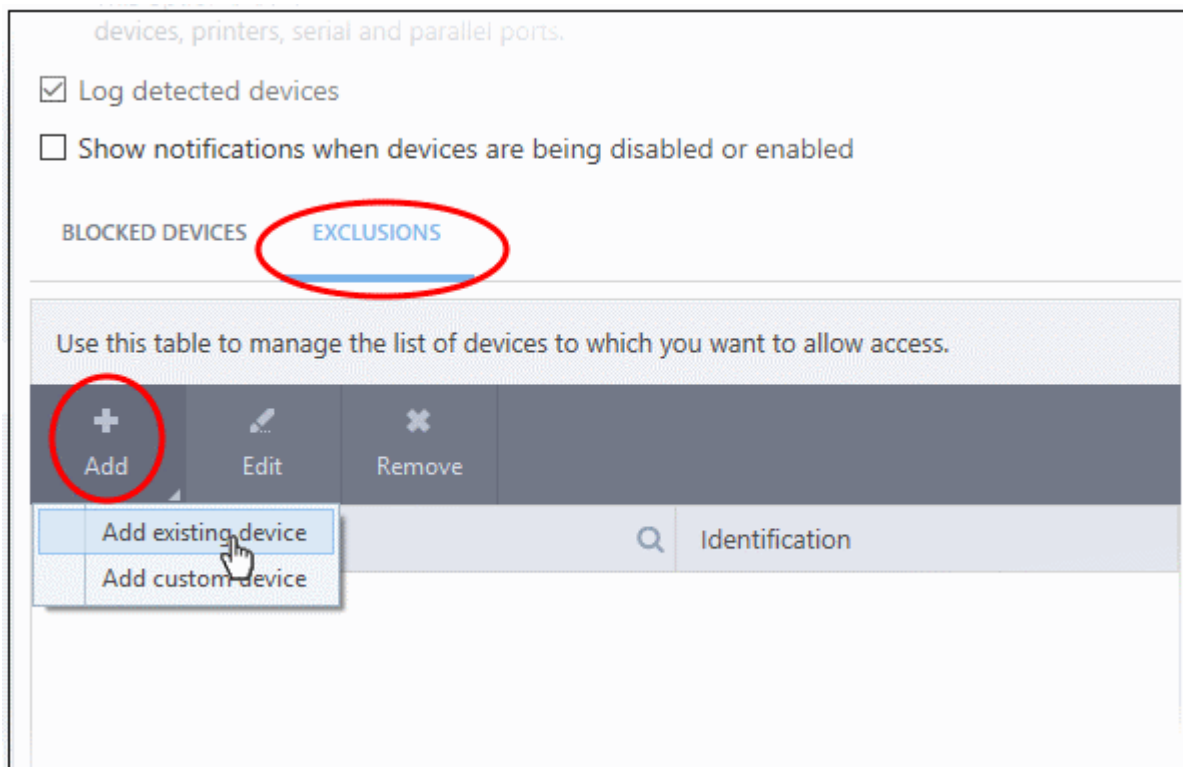 devices, printers, serial and parallel ports.
Log detected devices
Show notifications when devices are being disabled or enabled
BLOCKED DEVICES EXCLUSIONS
Use this table to manage the list of devices to which you want to allow access.
Add Edit Remove
Add existing device Identification
Add custom device